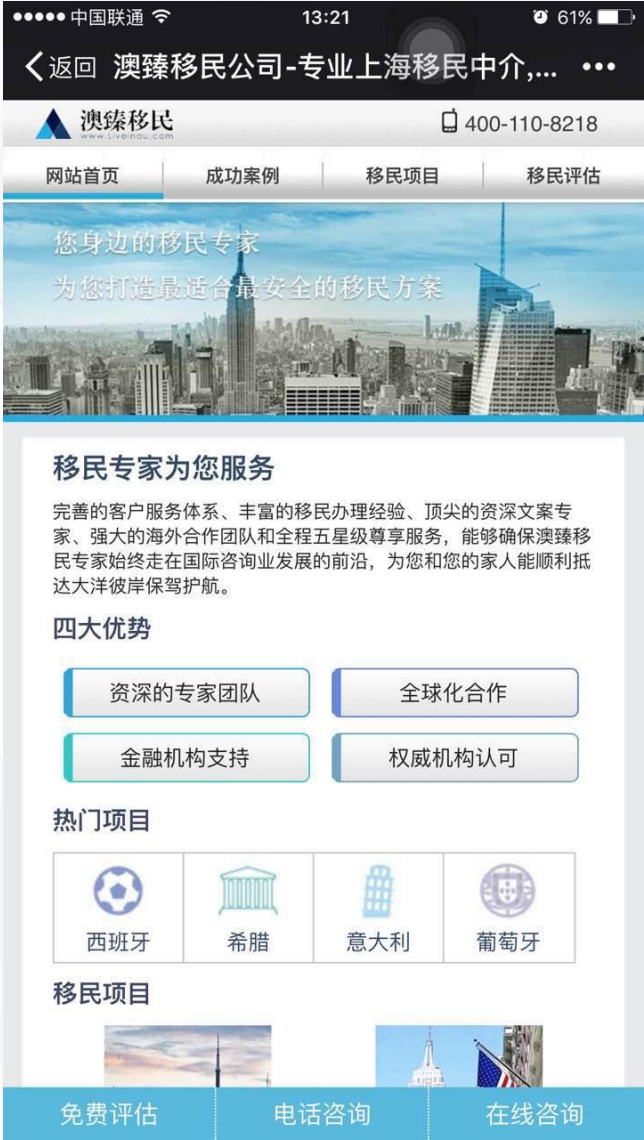 中国联通 13:21 61%
返回 澳臻移民公司-专业上海移民中介,...
澳臻移民 400-110-8218
www.Liveinau.com
网站首页 成功案例 移民项目 移民评估
您身边的移民专家
为您打造最适合最安全的移民方案
移民专家为您服务
完善的客户服务体系、丰富的移民办理经验、顶尖的资深文案专
家、强大的海外合作团队和全程五星级尊享服务，能够确保澳臻移
民专家始终走在国际咨询业发展的前沿，为您和您的家人能顺利抵
达大洋彼岸保驾护航。
四大优势
资深的专家团队 全球化合作
金融机构支持 权威机构认可
热门项目
西班牙 希腊 意大利 葡萄牙
移民项目
免费评估 电话咨询 在线咨询